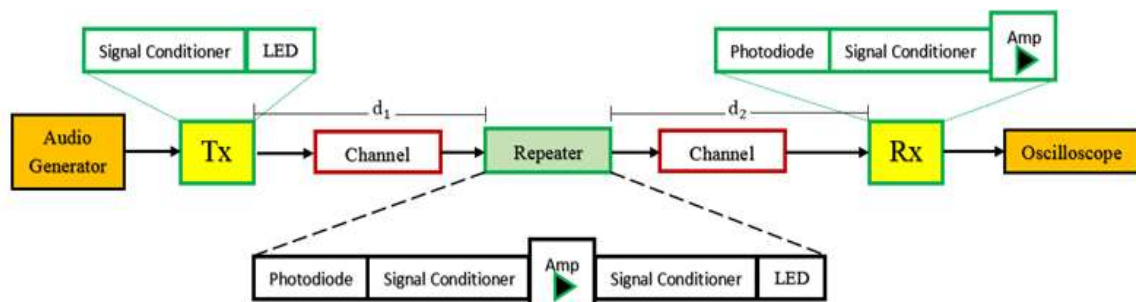 Signal Conditioner LED
Photodiode Signal Conditioner Amp
d₁
d₂
Audio
Generator
Tx
Channel
Repeater
Channel
Rx
Oscilloscope
Photodiode Signal Conditioner Amp Signal Conditioner LED